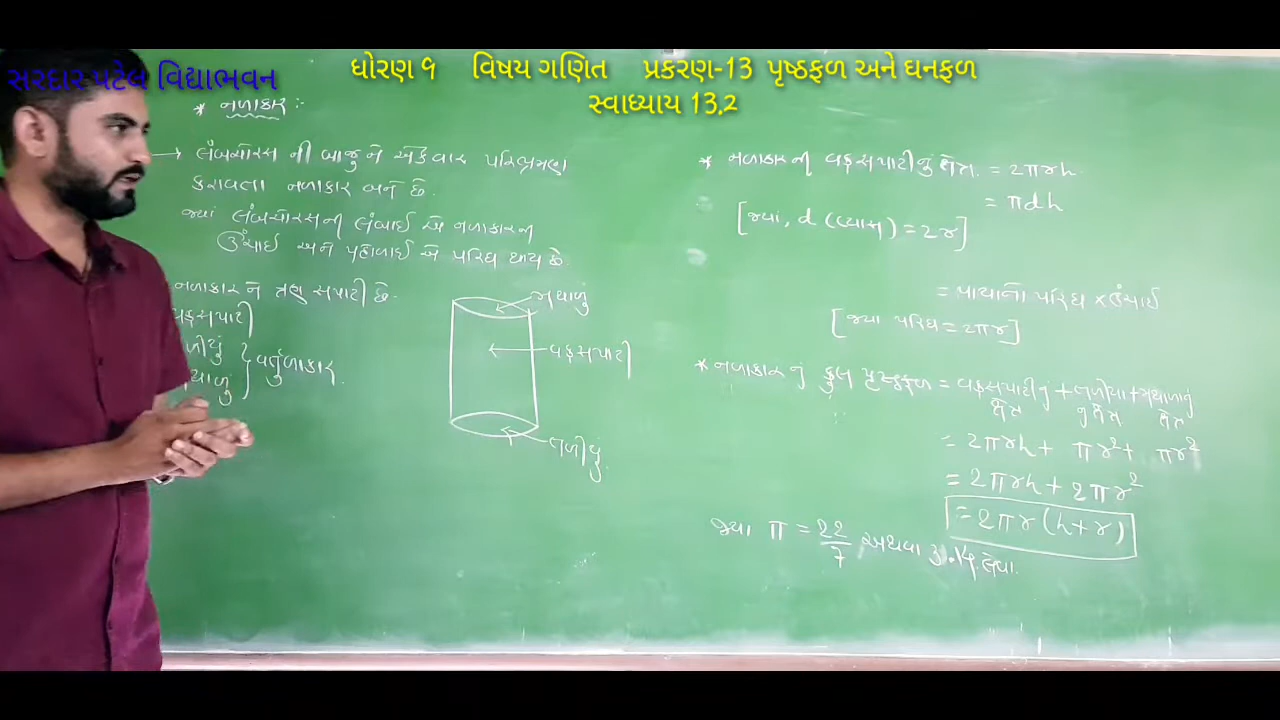 સરદાર પટેલ વિદ્યાભવન
ધોરણ 9 વિષય ગણિત પ્રકરણ-13 પૃષ્ઠફળ અને ઘનફળ
સ્વાધ્યાય 13.2
* નળાકાર :-
→ લંબચોરસ ની બાજુ ને એકવાર પરિભ્રમણ
કરાવતા નળાકાર બને છે.
જ્યાં લંબચોરસની લંબાઈ એ નળાકારની
ઊંચાઈ અને પહોળાઈ એ પરિઘ થાય છે.
નળાકાર ને ત્રણ સપાટી છે.
વક્રસપાટી
તળીયું
મથાળું
} વર્તુળાકાર
મથાળું
વક્રસપાટી
તળીયું
* નળાકારની વક્રસપાટીનું ક્ષેત્ર. = 2πrh
= πdh
[જ્યાં, d (વ્યાસ) = 2r]
= પાયાનો પરિઘ × ઉંચાઈ
[જ્યાં પરિઘ = 2πr]
* નળાકાર નું કુલ પૃષ્ઠફળ = વક્રસપાટીનું + તળીયા + મથાળાનું
ક્ષેત્ર નું ક્ષેત્ર ક્ષેત્ર
= 2πrh + πr² + πr²
= 2πrh + 2πr²
= 2πr (h+r)
જ્યાં π = 22/7 અથવા 3.14 લેવા.